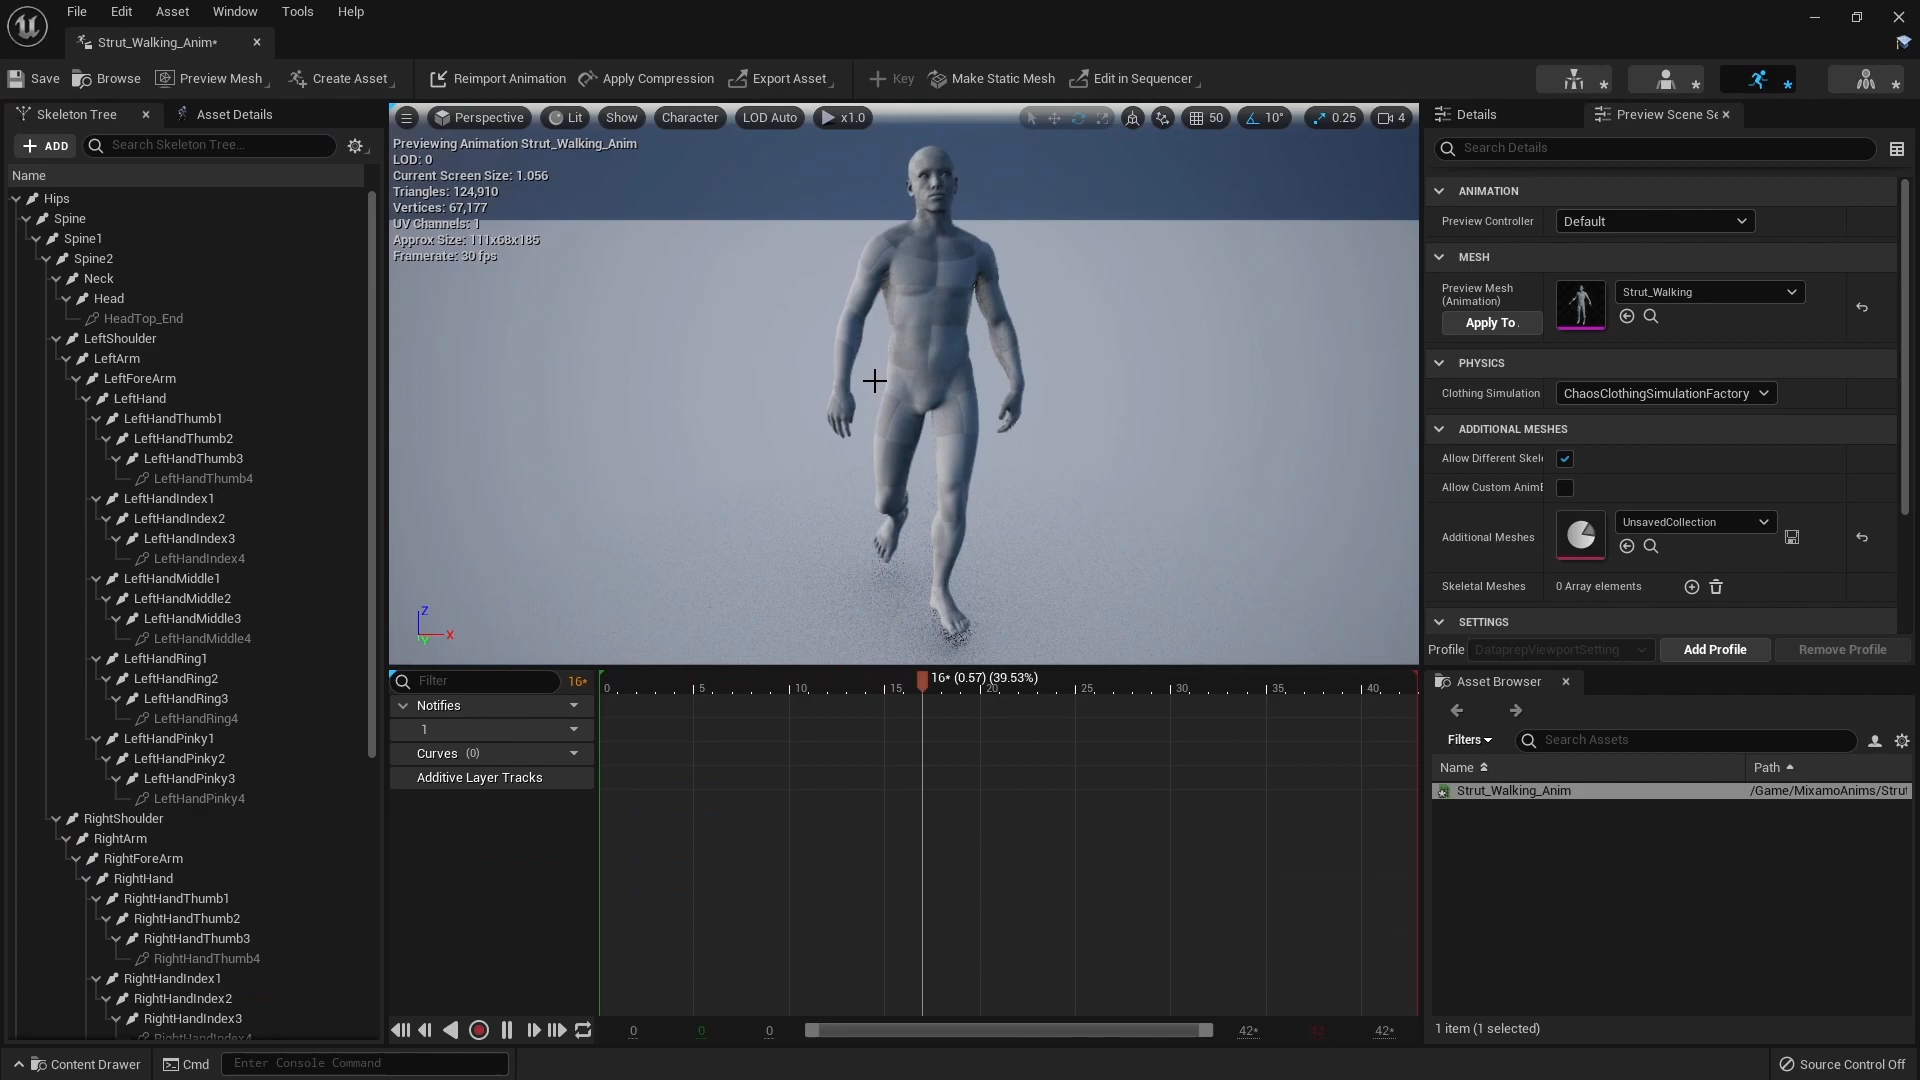 File Edit Asset Window Tools Help
Strut_Walking_Anim*
Save Browse Preview Mesh Create Asset Reimport Animation Apply Compression Export Asset Key Make Static Mesh Edit in Sequencer
Skeleton Tree Asset Details
ADD Search Skeleton Tree...
Name
Hips
Spine
Spine1
Spine2
Neck
Head
HeadTop_End
LeftShoulder
LeftArm
LeftForeArm
LeftHand
LeftHandThumb1
LeftHandThumb2
LeftHandThumb3
LeftHandThumb4
LeftHandIndex1
LeftHandIndex2
LeftHandIndex3
LeftHandIndex4
LeftHandMiddle1
LeftHandMiddle2
LeftHandMiddle3
LeftHandMiddle4
LeftHandRing1
LeftHandRing2
LeftHandRing3
LeftHandRing4
LeftHandPinky1
LeftHandPinky2
LeftHandPinky3
LeftHandPinky4
RightShoulder
RightArm
RightForeArm
RightHand
RightHandThumb1
RightHandThumb2
RightHandThumb3
RightHandThumb4
RightHandIndex1
RightHandIndex2
RightHandIndex3
RightHandIndex4
Perspective Lit Show Character LOD Auto x1.0 50 10° 0.25 4
Previewing Animation Strut_Walking_Anim
LOD: 0
Current Screen Size: 1.056
Triangles: 124,910
Vertices: 67,177
UV Channels: 1
Approx Size: 111x68x185
Framerate: 30 fps
Z
X
Y
Filter 16*
16* (0.57) (39.53%)
0 5 10 15 20 25 30 35 40
Notifies
1
Curves (0)
Additive Layer Tracks
0 0 0 42* 42*
Details Preview Scene Se
Search Details
ANIMATION
Preview Controller Default
MESH
Preview Mesh
(Animation)
Apply To
Strut_Walking
PHYSICS
Clothing Simulation ChaosClothingSimulationFactory
ADDITIONAL MESHES
Allow Different Skel
Allow Custom Anim
Additional Meshes UnsavedCollection
Skeletal Meshes 0 Array elements
SETTINGS
Profile DataprepViewportSetting Add Profile Remove Profile
Asset Browser
Filters Search Assets
Name Path
Strut_Walking_Anim /Game/MixamoAnims/Strut
1 item (1 selected)
Content Drawer Cmd Enter Console Command Source Control Off